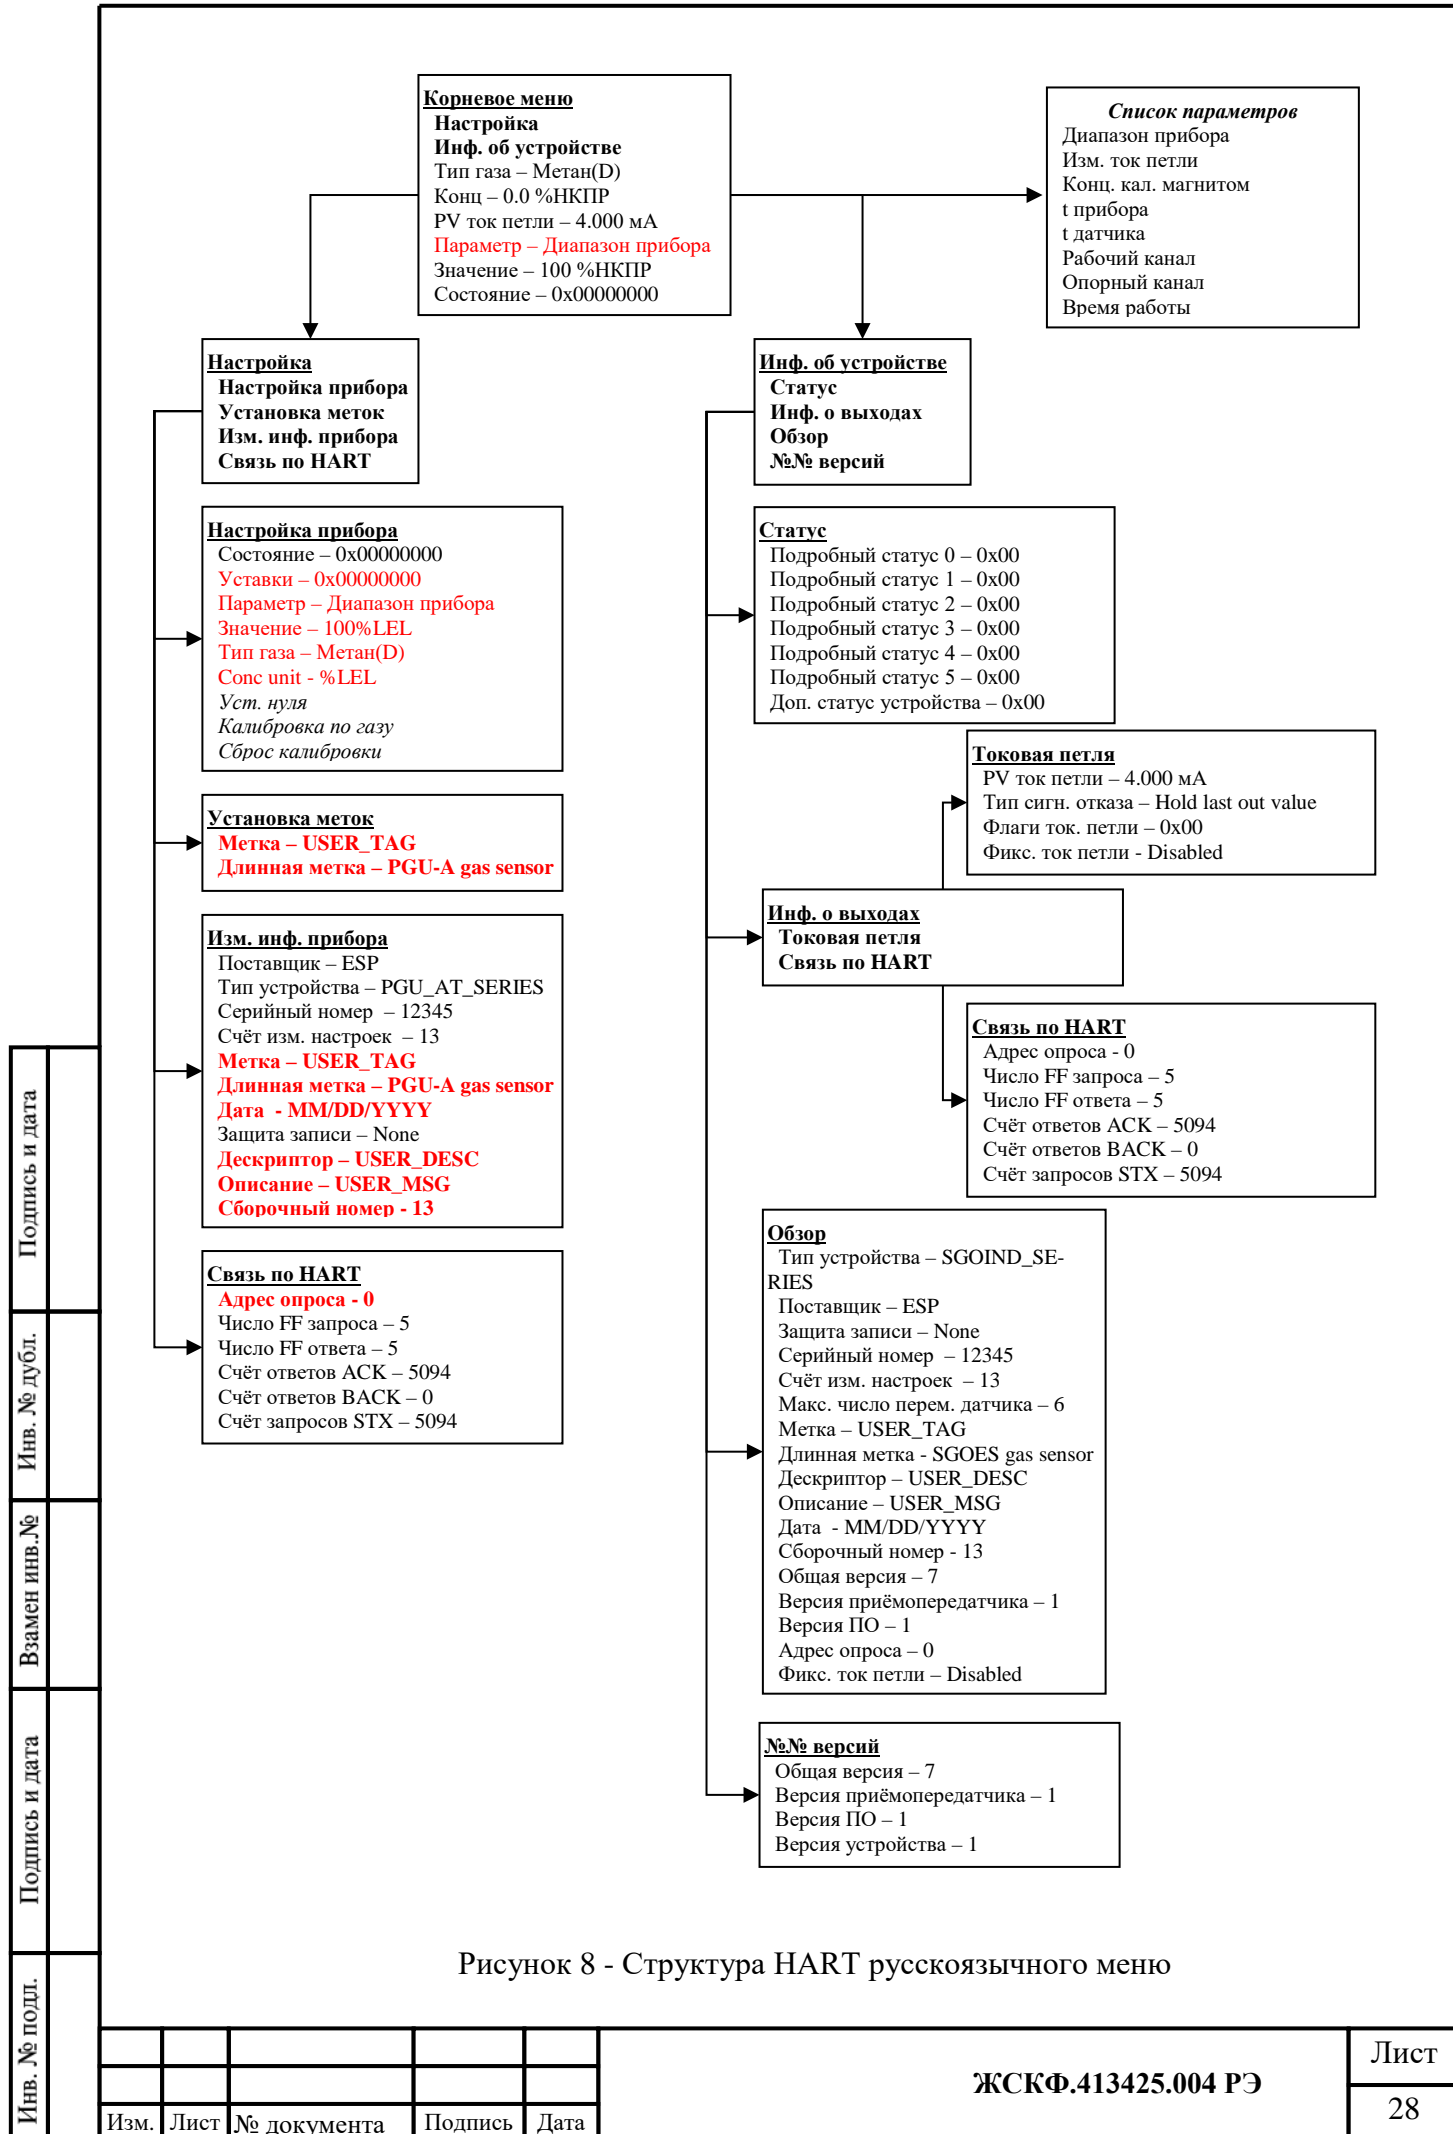 Корневое меню
Настройка
Инф. об устройстве
Тип газа – Метан(D)
Конц – 0.0 %НКПР
PV ток петли – 4.000 мА
Параметр – Диапазон прибора
Значение – 100 %НКПР
Состояние – 0x00000000
Список параметров
Диапазон прибора
Изм. ток петли
Конц. кал. магнитом
t прибора
t датчика
Рабочий канал
Опорный канал
Время работы
Настройка
Настройка прибора
Установка меток
Изм. инф. прибора
Связь по HART
Настройка прибора
Состояние – 0x00000000
Уставки – 0x00000000
Параметр – Диапазон прибора
Значение – 100%LEL
Тип газа – Метан(D)
Conc unit - %LEL
Уст. нуля
Калибровка по газу
Сброс калибровки
Установка меток
Метка – USER_TAG
Длинная метка – PGU-A gas sensor
Изм. инф. прибора
Поставщик – ESP
Тип устройства – PGU_AT_SERIES
Серийный номер – 12345
Счёт изм. настроек – 13
Метка – USER_TAG
Длинная метка – PGU-A gas sensor
Дата - MM/DD/YYYY
Защита записи – None
Дескриптор – USER_DESC
Описание – USER_MSG
Сборочный номер - 13
Связь по HART
Адрес опроса - 0
Число FF запроса – 5
Число FF ответа – 5
Счёт ответов ACK – 5094
Счёт ответов BACK – 0
Счёт запросов STX – 5094
Инф. об устройстве
Статус
Инф. о выходах
Обзор
№№ версий
Статус
Подробный статус 0 – 0x00
Подробный статус 1 – 0x00
Подробный статус 2 – 0x00
Подробный статус 3 – 0x00
Подробный статус 4 – 0x00
Подробный статус 5 – 0x00
Доп. статус устройства – 0x00
Токовая петля
PV ток петли – 4.000 мА
Тип сигн. отказа – Hold last out value
Флаги ток. петли – 0x00
Фикс. ток петли - Disabled
Инф. о выходах
Токовая петля
Связь по HART
Связь по HART
Адрес опроса - 0
Число FF запроса – 5
Число FF ответа – 5
Счёт ответов ACK – 5094
Счёт ответов BACK – 0
Счёт запросов STX – 5094
Обзор
Тип устройства – SGOIND_SE-
RIES
Поставщик – ESP
Защита записи – None
Серийный номер – 12345
Счёт изм. настроек – 13
Макс. число перем. датчика – 6
Метка – USER_TAG
Длинная метка - SGOES gas sensor
Дескриптор – USER_DESC
Описание – USER_MSG
Дата - MM/DD/YYYY
Сборочный номер - 13
Общая версия – 7
Версия приёмопередатчика – 1
Версия ПО – 1
Адрес опроса – 0
Фикс. ток петли – Disabled
№№ версий
Общая версия – 7
Версия приёмопередатчика – 1
Версия ПО – 1
Версия устройства – 1
Рисунок 8 - Структура HART русскоязычного меню
Подпись и дата
Инв. № дубл.
Взамен инв.№
Подпись и дата
Инв. № подл.
Изм. Лист № документа Подпись Дата
ЖСКФ.413425.004 РЭ
Лист
28